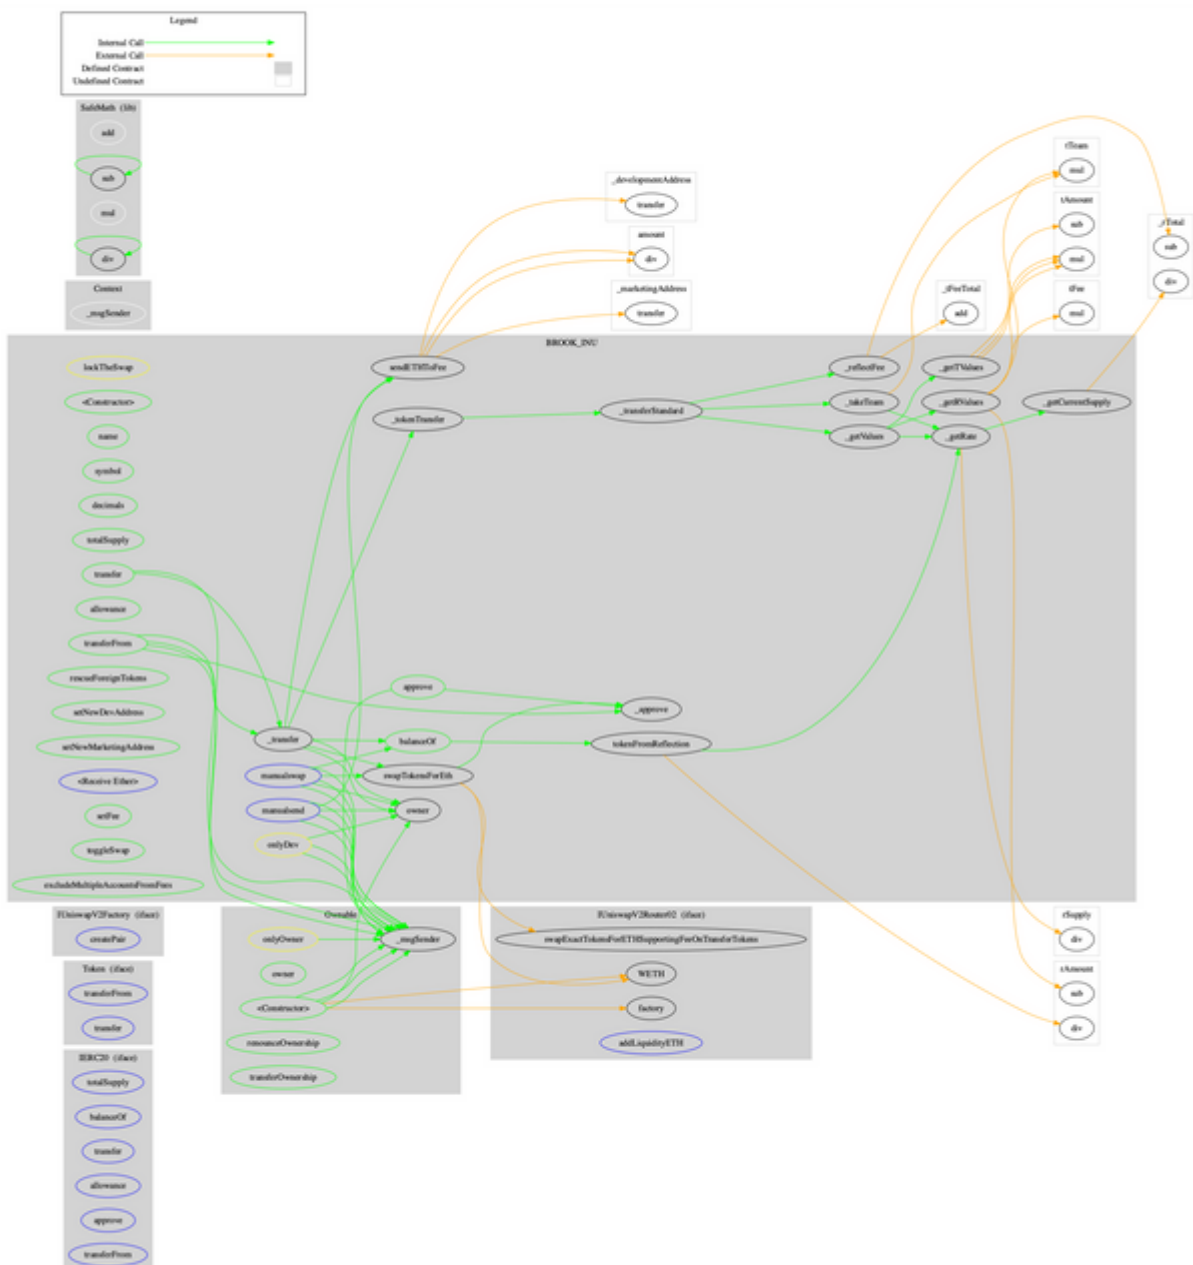 Legend
Internal Call
External Call
Defined Contract
Undefined Contract
SafeMath (lib)
add
sub
mul
div
Context
_msgSender
_developmentAddress
transfer
amount
div
_marketingAddress
transfer
_tFeeTotal
add
tTeam
mul
tAmount
sub
mul
tFee
mul
_rTotal
sub
div
BROOK_INU
lockTheSwap
<Constructor>
name
symbol
decimals
totalSupply
transfer
allowance
transferFrom
rescueForeignTokens
setNewDevAddress
setNewMarketingAddress
<Receive Ether>
setFee
toggleSwap
excludeMultipleAccountsFromFees
_transfer
manualswap
manualsend
onlyDev
sendETHToFee
_tokenTransfer
approve
balanceOf
swapTokensForEth
owner
_transferStandard
_approve
tokenFromReflection
_reflectFee
_takeTeam
_getValues
_getTValues
_getRValues
_getRate
_getCurrentSupply
IUniswapV2Factory (iface)
createPair
Token (iface)
transferFrom
transfer
IERC20 (iface)
totalSupply
balanceOf
transfer
allowance
approve
transferFrom
Ownable
onlyOwner
owner
<Constructor>
renounceOwnership
transferOwnership
_msgSender
IUniswapV2Router02 (iface)
swapExactTokensForETHSupportingFeeOnTransferTokens
WETH
factory
addLiquidityETH
rSupply
div
rAmount
sub
div